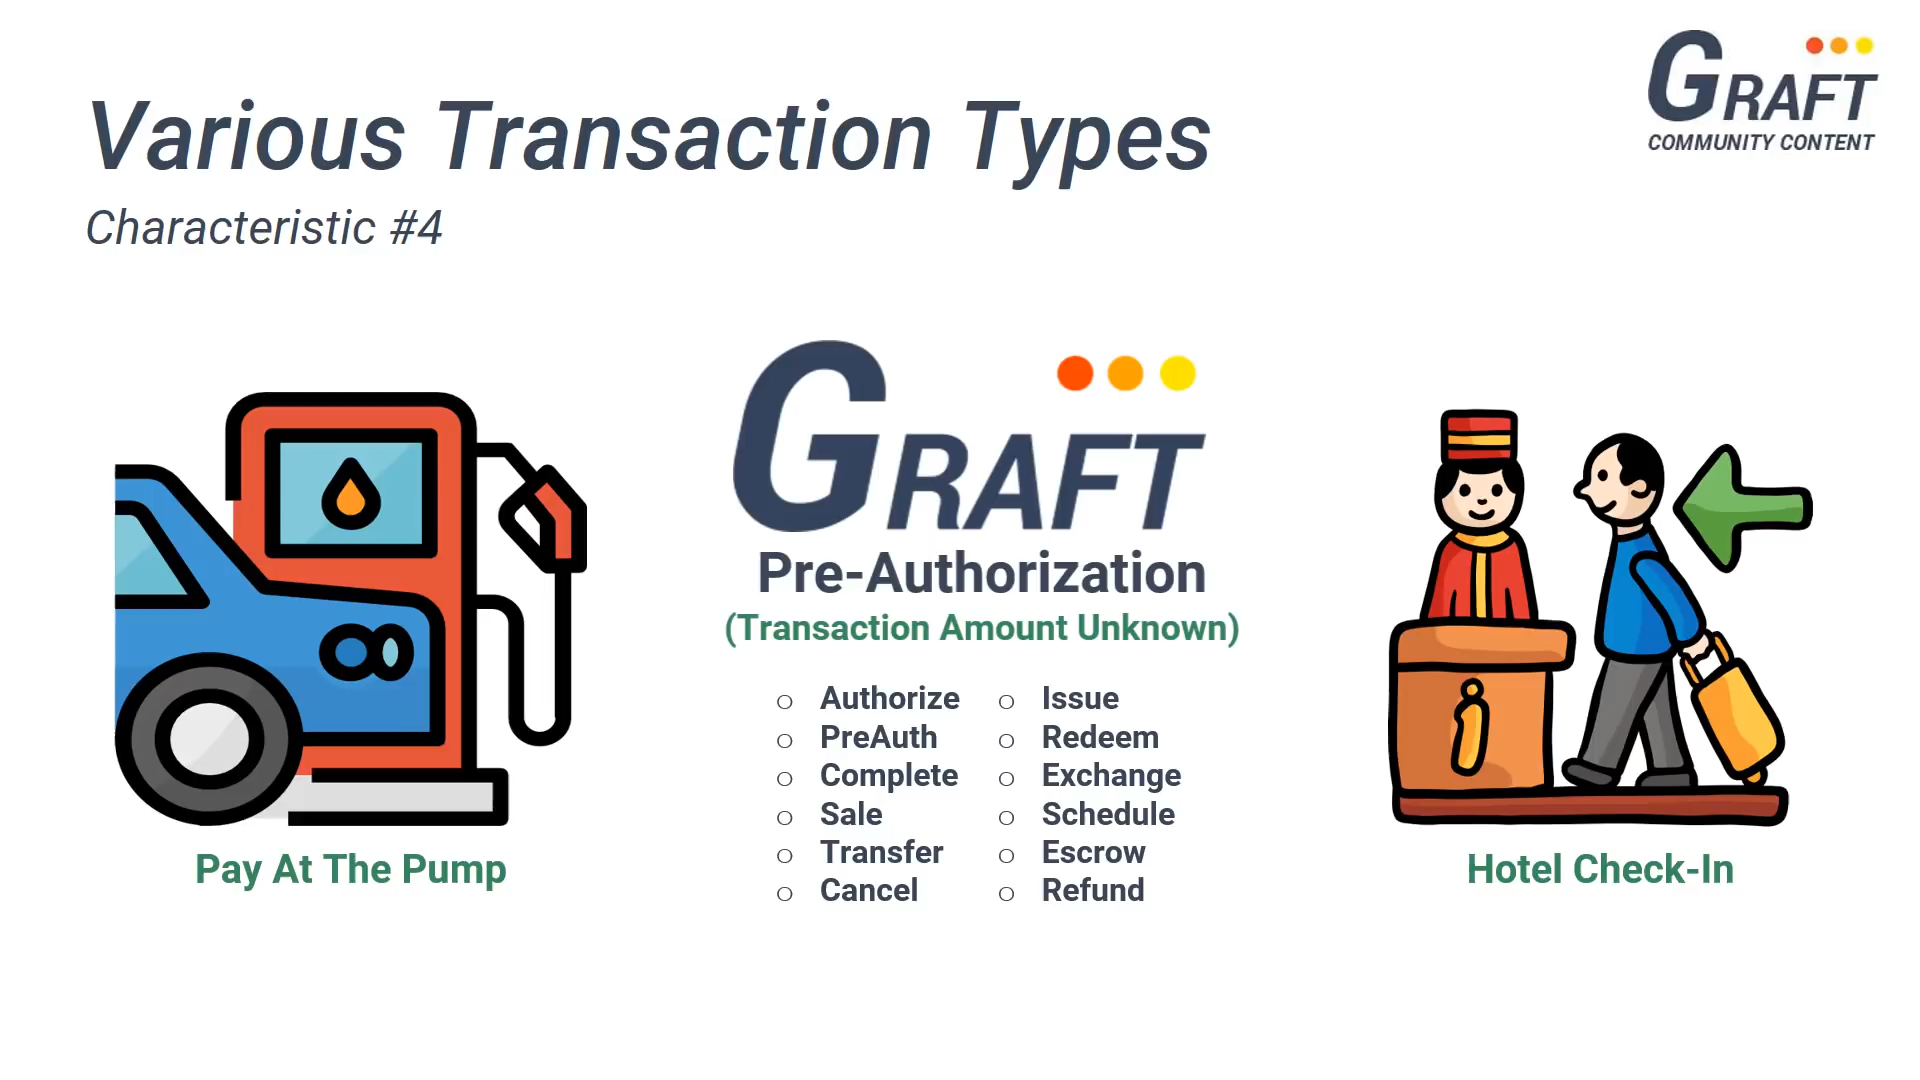 Various Transaction Types
Characteristic #4
GRAFT
COMMUNITY CONTENT
GRAFT
Pre-Authorization
(Transaction Amount Unknown)
Authorize
PreAuth
Complete
Sale
Transfer
Cancel
Issue
Redeem
Exchange
Schedule
Escrow
Refund
Pay At The Pump
Hotel Check-In